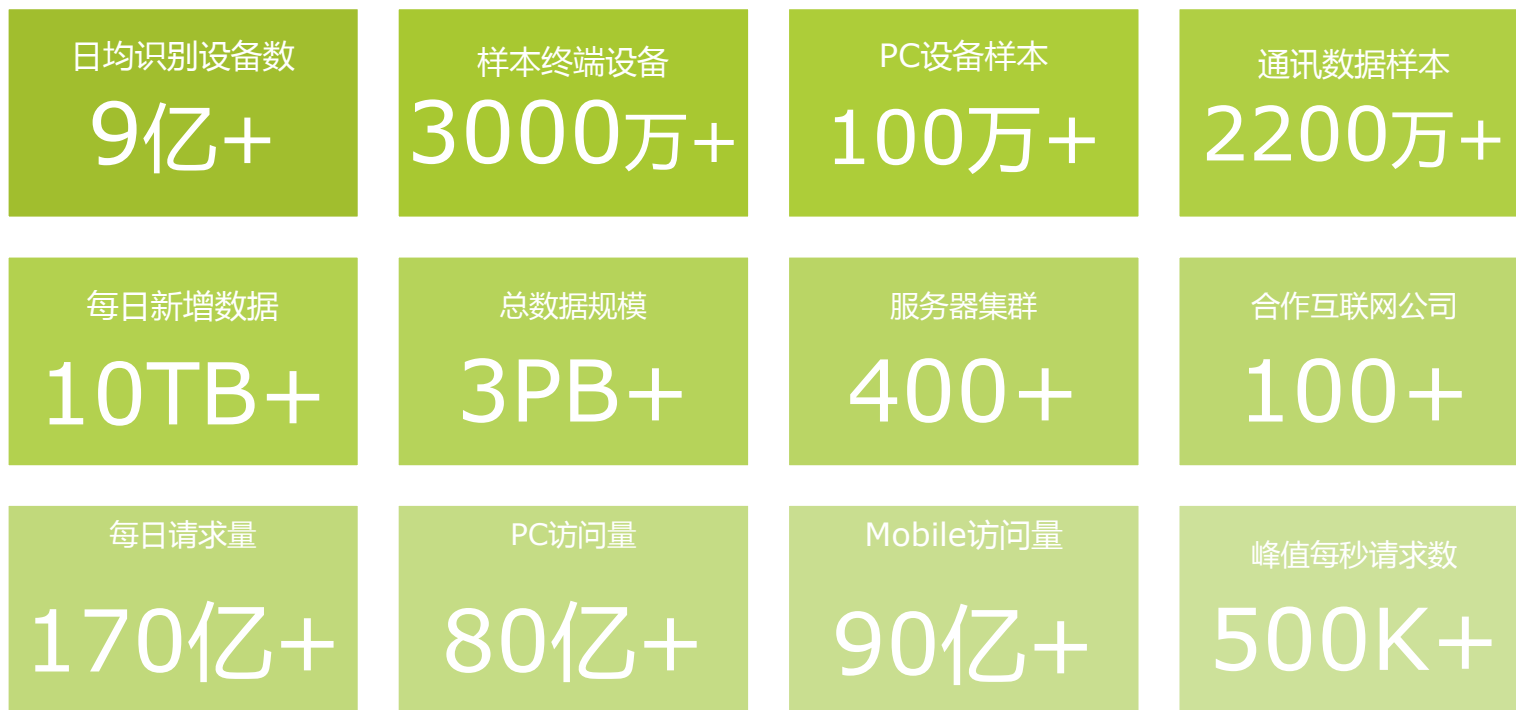 日均识别设备数
9亿+
样本终端设备
3000万+
PC设备样本
100万+
通讯数据样本
2200万+
每日新增数据
10TB+
总数据规模
3PB+
服务器集群
400+
合作互联网公司
100+
每日请求量
170亿+
PC访问量
80亿+
Mobile访问量
90亿+
峰值每秒请求数
500K+